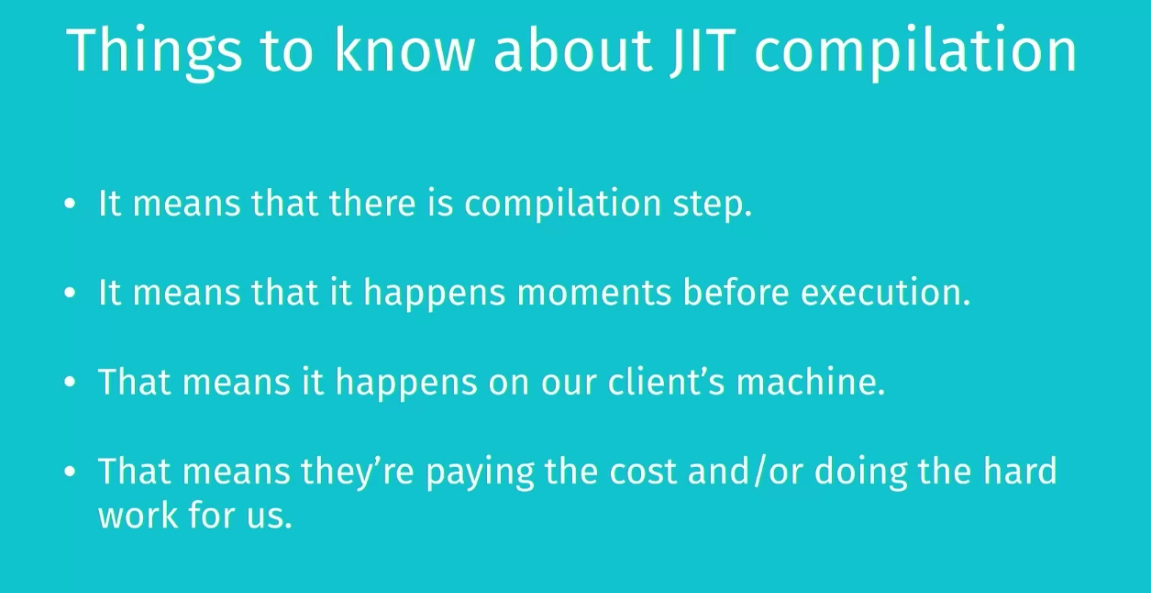 Things to know about JIT compilation
• It means that there is compilation step.
• It means that it happens moments before execution.
• That means it happens on our client’s machine.
• That means they’re paying the cost and/or doing the hard
work for us.